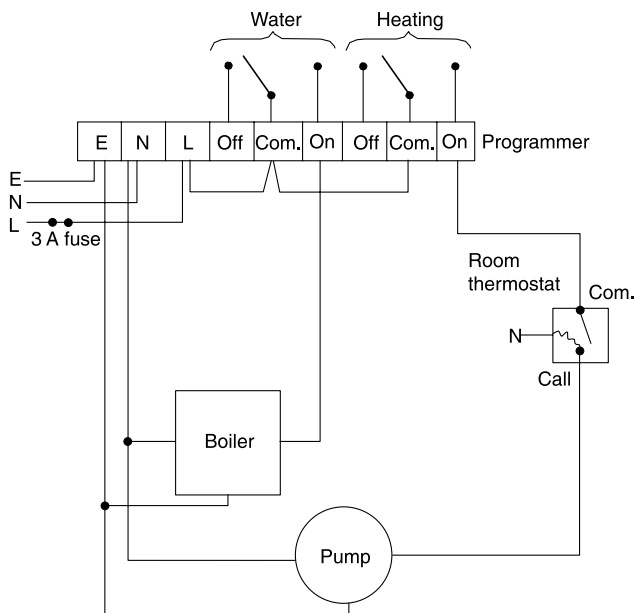 Water Heating
E N L Off Com. On Off Com. On Programmer
E
N
L
3 A fuse
Room
thermostat
Com.
N
Call
Boiler
Pump